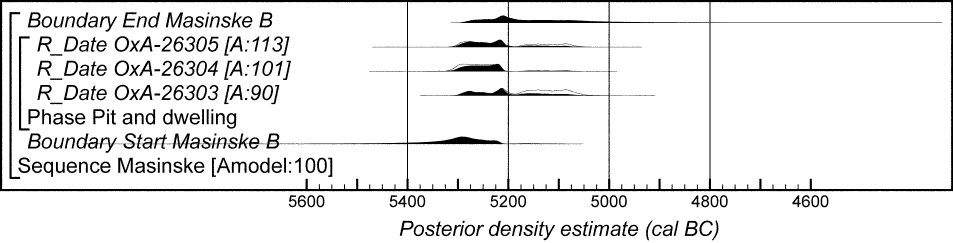 Boundary End Masinske B
R_Date OxA-26305 [A:113]
R_Date OxA-26304 [A:101]
R_Date OxA-26303 [A:90]
Phase Pit and dwelling
Boundary Start Masinske B
Sequence Masinske [Amodel:100]
5600 5400 5200 5000 4800 4600
Posterior density estimate (cal BC)